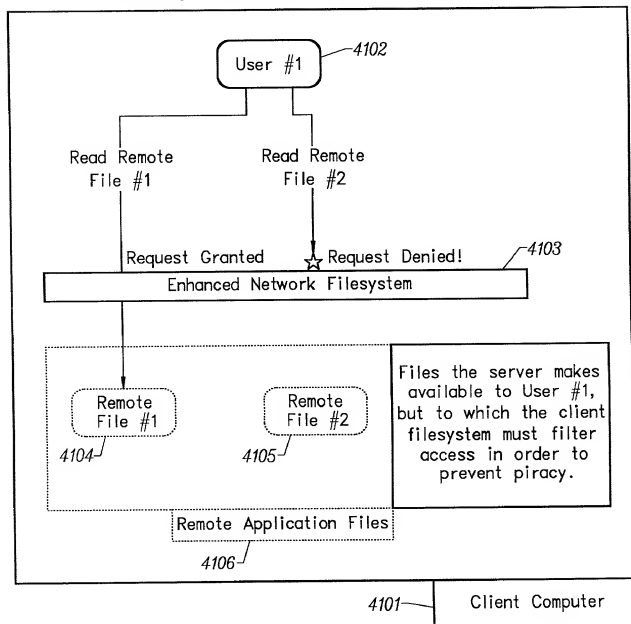 4102
User #1
Read Remote
File #1
Read Remote
File #2
Request Granted
Request Denied!
4103
Enhanced Network Filesystem
Remote
File #1
4104
Remote
File #2
4105
Files the server makes
available to User #1,
but to which the client
filesystem must filter
access in order to
prevent piracy.
Remote Application Files
4106
4101
Client Computer